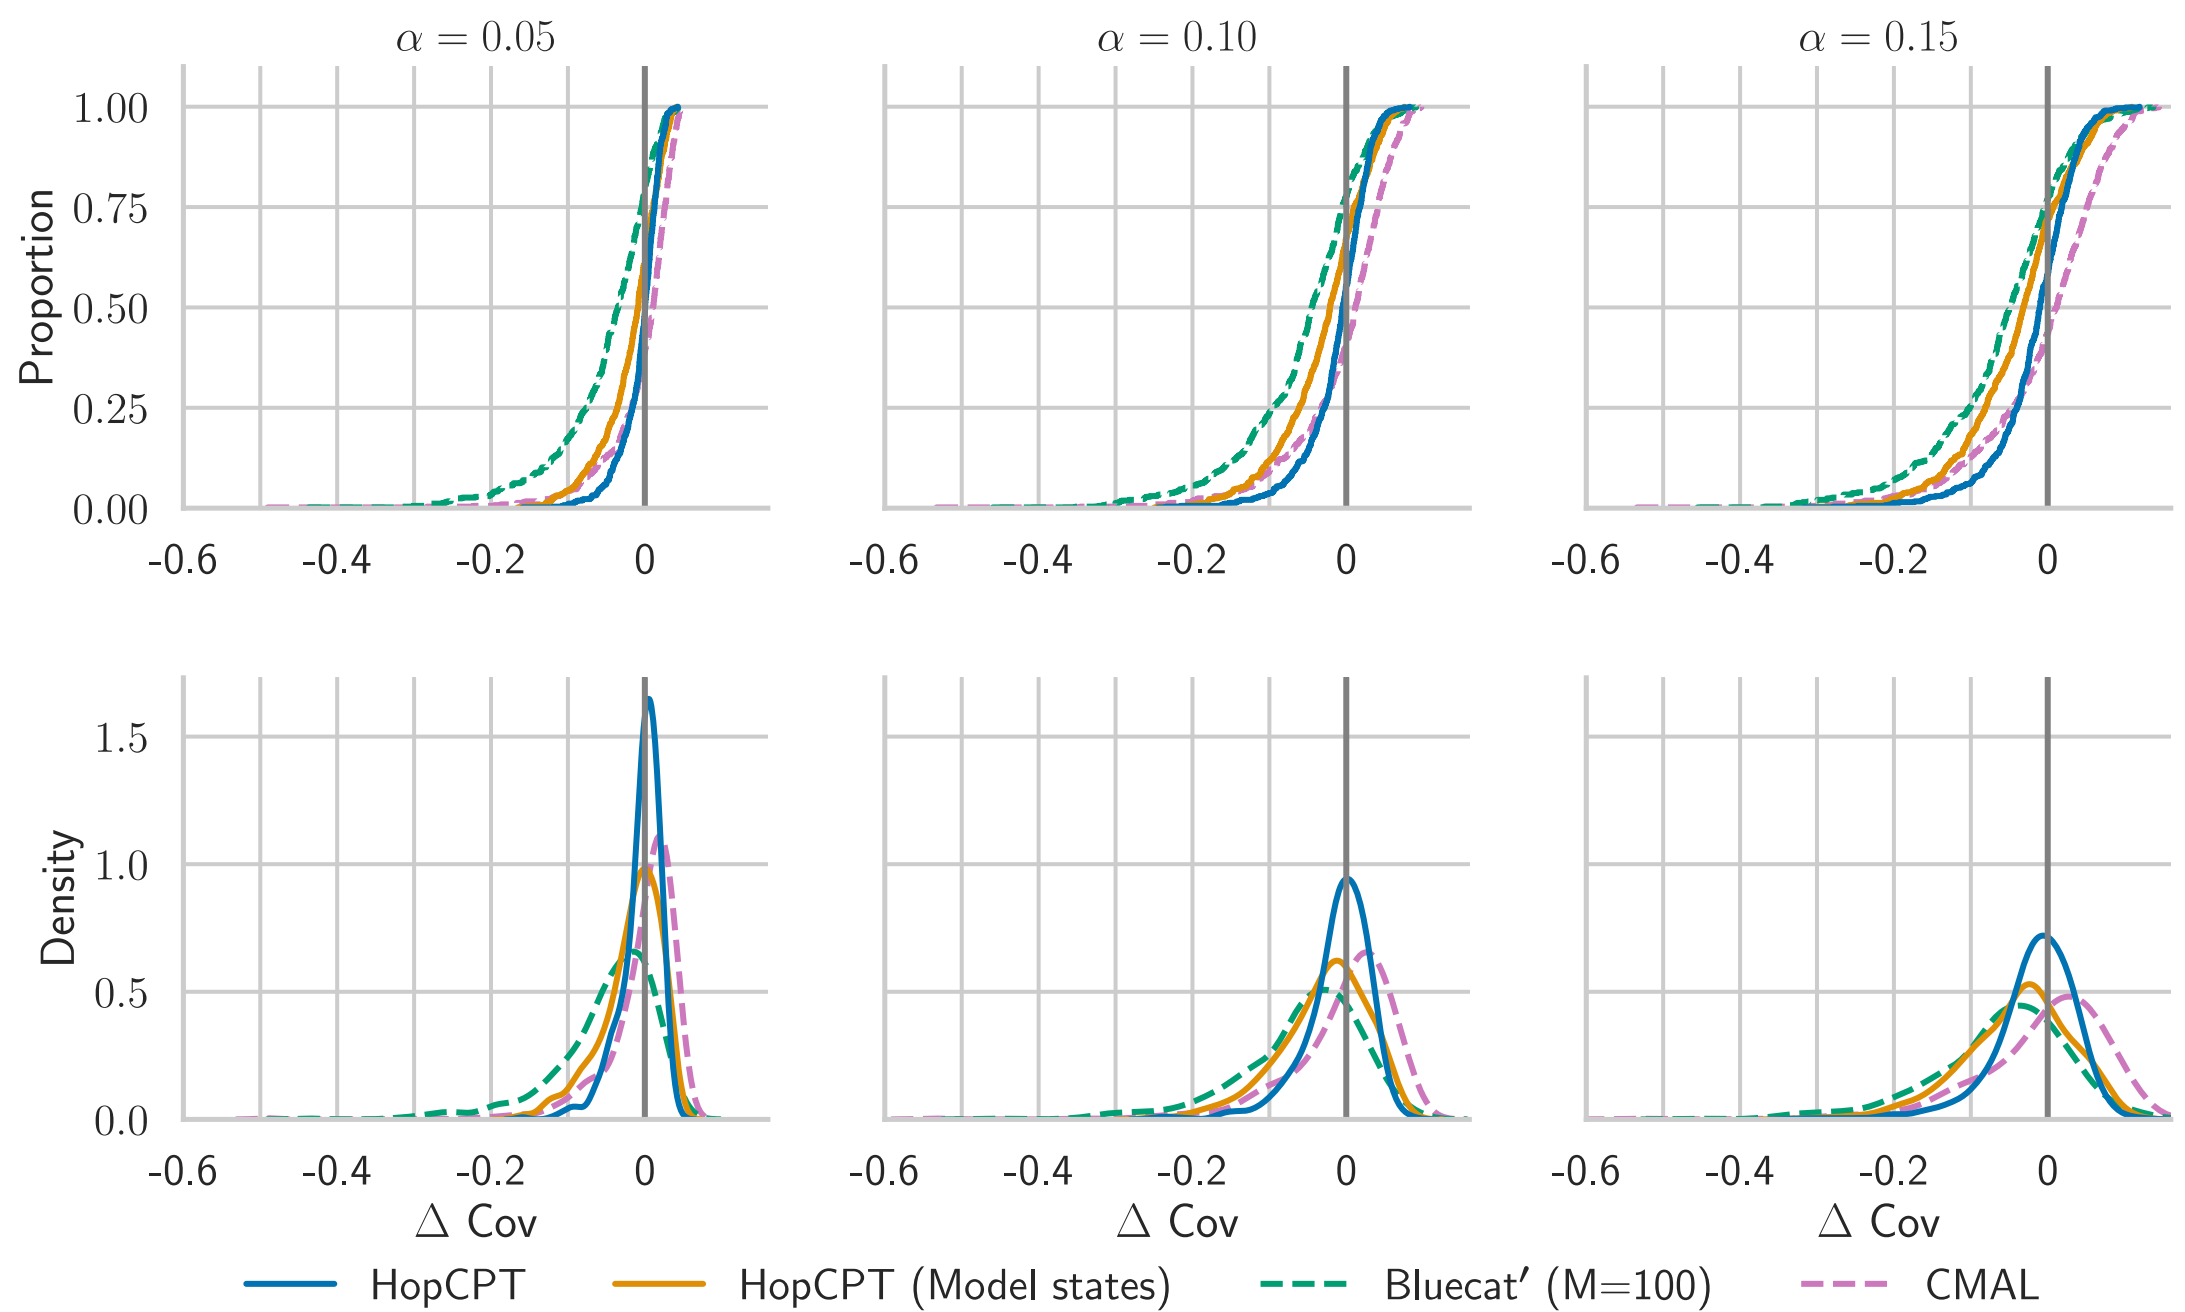 α = 0.05 α = 0.10 α = 0.15
Proportion
1.00
0.75
0.50
0.25
0.00
-0.6 -0.4 -0.2 0 -0.6 -0.4 -0.2 0 -0.6 -0.4 -0.2 0
Density
1.5
1.0
0.5
0.0
-0.6 -0.4 -0.2 0 -0.6 -0.4 -0.2 0 -0.6 -0.4 -0.2 0
Δ Cov Δ Cov Δ Cov
HopCPT HopCPT (Model states) Bluecat′ (M=100) CMAL